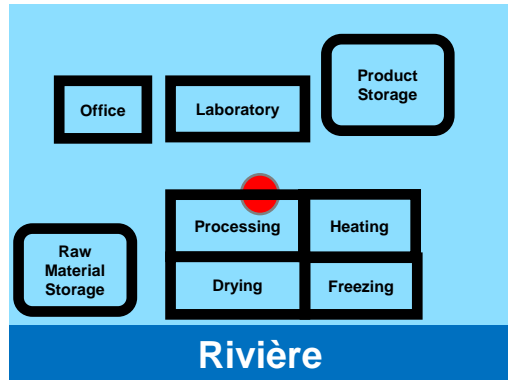 Product
Storage
Office
Laboratory
Processing
Heating
Raw
Material
Storage
Drying
Freezing
Rivière